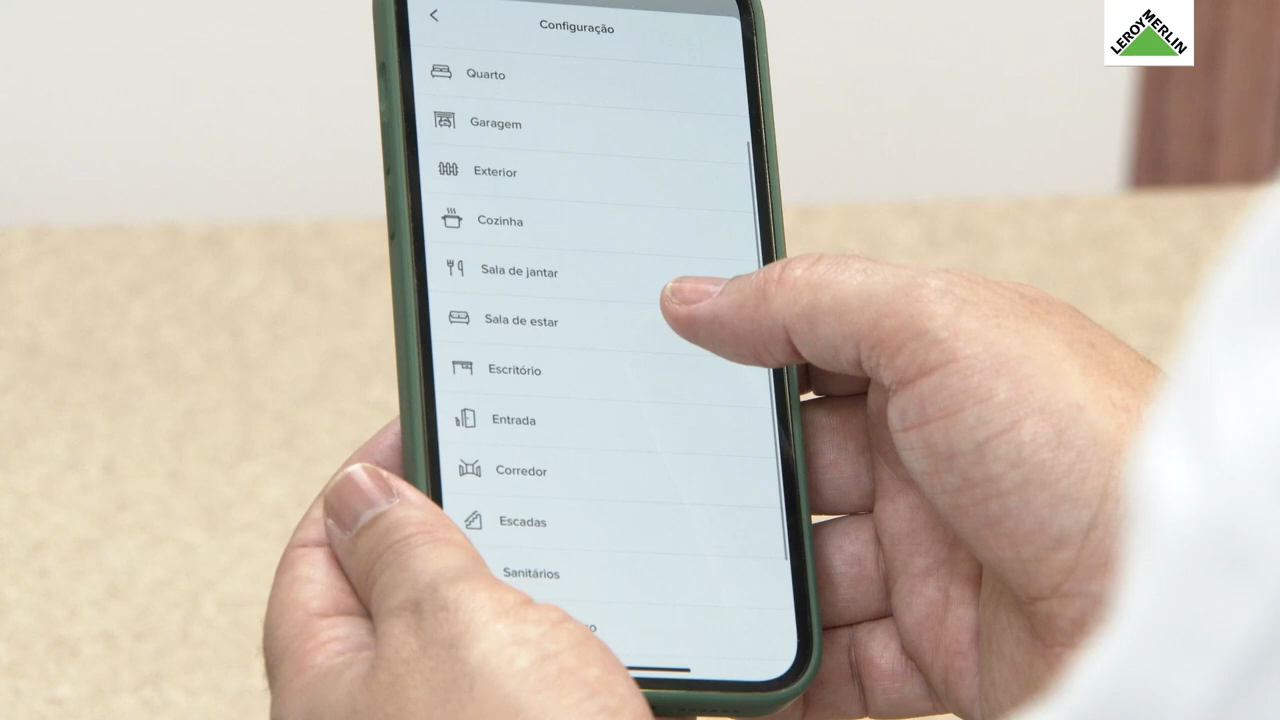 Configuração
LEROY MERLIN
Quarto
Garagem
Exterior
Cozinha
Sala de jantar
Sala de estar
Escritório
Entrada
Corredor
Escadas
Sanitários